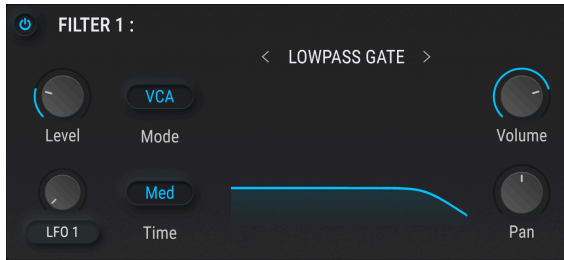 FILTER 1 :
< LOWPASS GATE >
VCA
Level
Mode
Volume
Med
LFO 1
Time
Pan